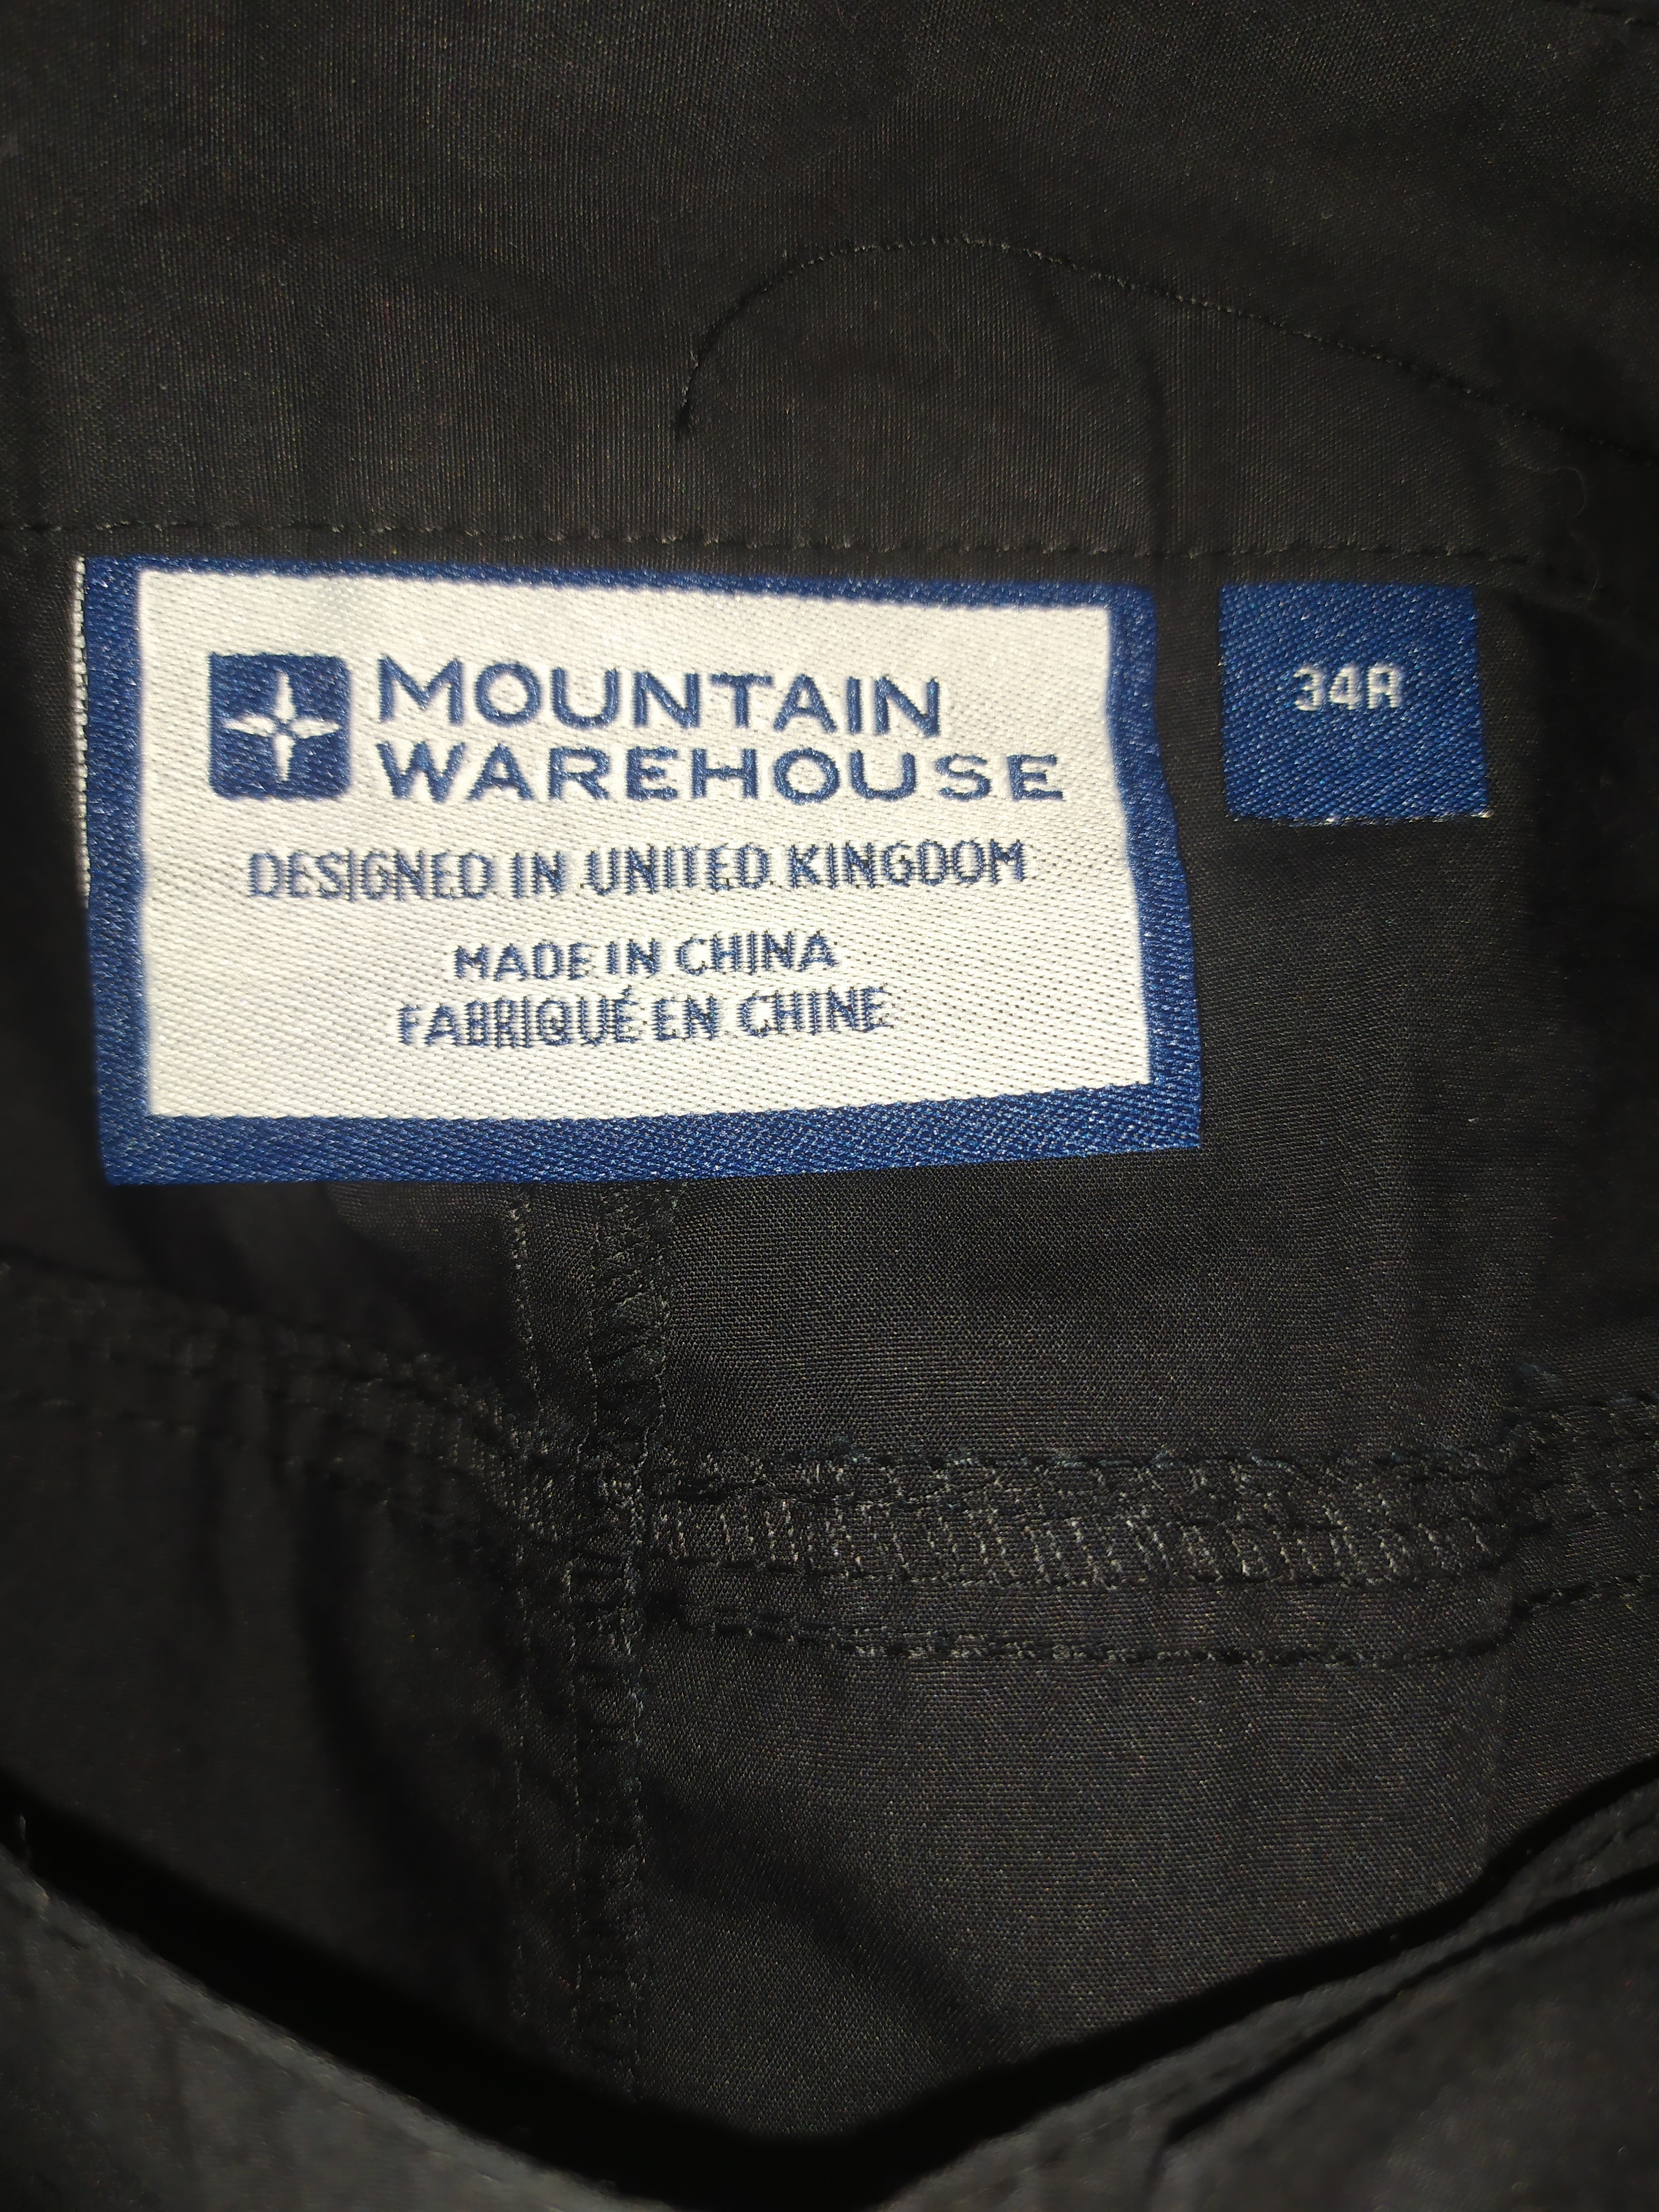 MOUNTAIN
WAREHOUSE
DESIGNED IN UNITED KINGDOM
MADE IN CHINA
FABRIQUÉ EN CHINE
34R